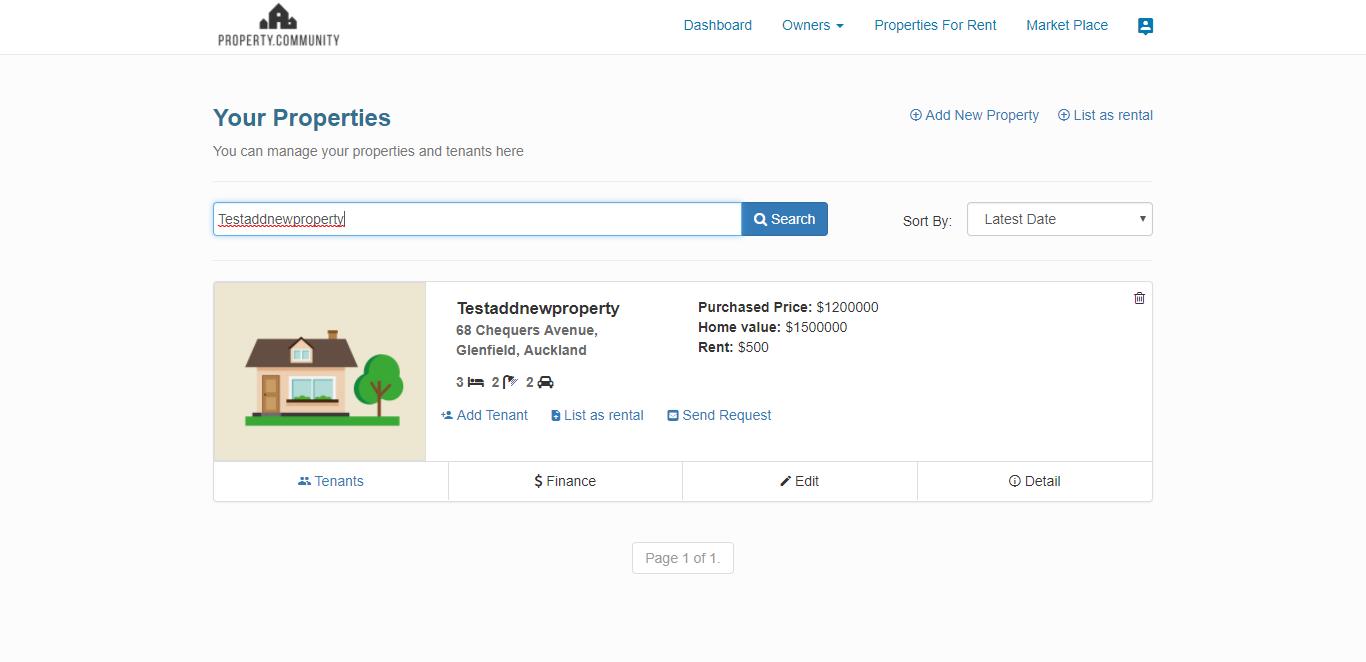 PROPERTY.COMMUNITY
Dashboard Owners Properties For Rent Market Place
Your Properties
Add New Property List as rental
You can manage your properties and tenants here
Testaddnewproperty Search Sort By: Latest Date
Testaddnewproperty
68 Chequers Avenue,
Glenfield, Auckland
3 2 2
Purchased Price: $1200000
Home value: $1500000
Rent: $500
Add Tenant List as rental Send Request
Tenants $ Finance Edit Detail
Page 1 of 1.